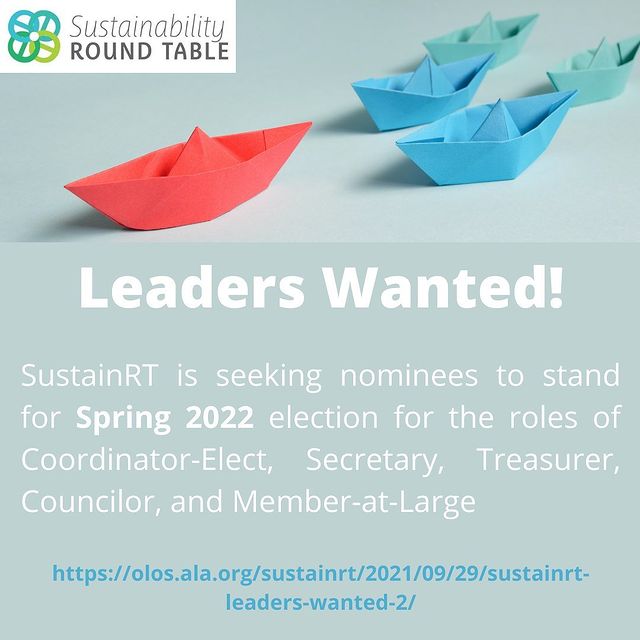 Sustainability
ROUND TABLE
Leaders Wanted!
SustainRT is seeking nominees to stand
for Spring 2022 election for the roles of
Coordinator-Elect, Secretary, Treasurer,
Councilor, and Member-at-Large
https://olos.ala.org/sustainrt/2021/09/29/sustainrt-
leaders-wanted-2/